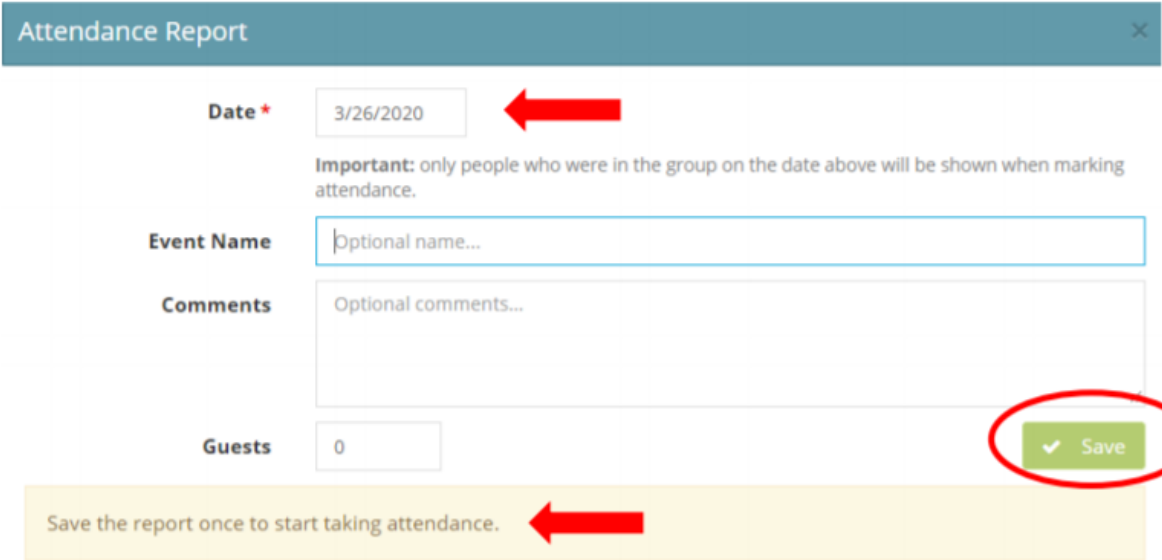 Attendance Report ×
Date * 3/26/2020
Important: only people who were in the group on the date above will be shown when marking
attendance.
Event Name Optional name...
Comments Optional comments...
Guests 0 Save
Save the report once to start taking attendance.